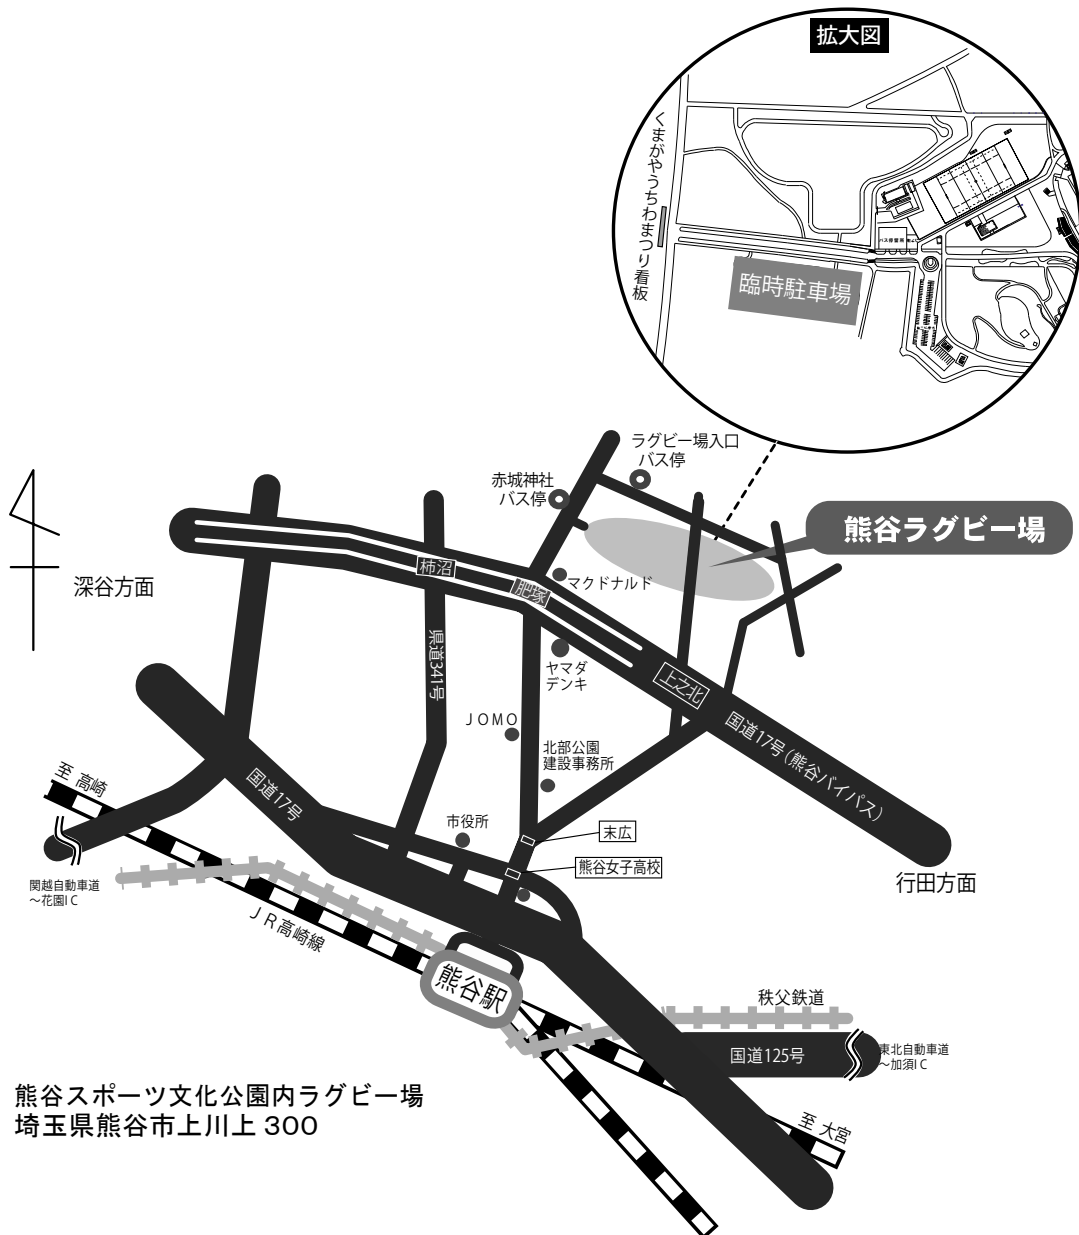 拡大図
くまがやうちわまつり看板
臨時駐車場
ラグビー場入口
バス停
赤城神社
バス停
熊谷ラグビー場
深谷方面
柿沼
肥塚
マクドナルド
県道341号
ヤマダ
デンキ
上之北
国道17号(熊谷バイパス)
JOMO
北部公園
建設事務所
至 高崎
国道17号
市役所
末広
熊谷女子高校
行田方面
関越自動車道
～花園IC
JR高崎線
熊谷駅
秩父鉄道
国道125号
東北自動車道
～加須IC
至 大宮
熊谷スポーツ文化公園内ラグビー場
埼玉県熊谷市上川上 300